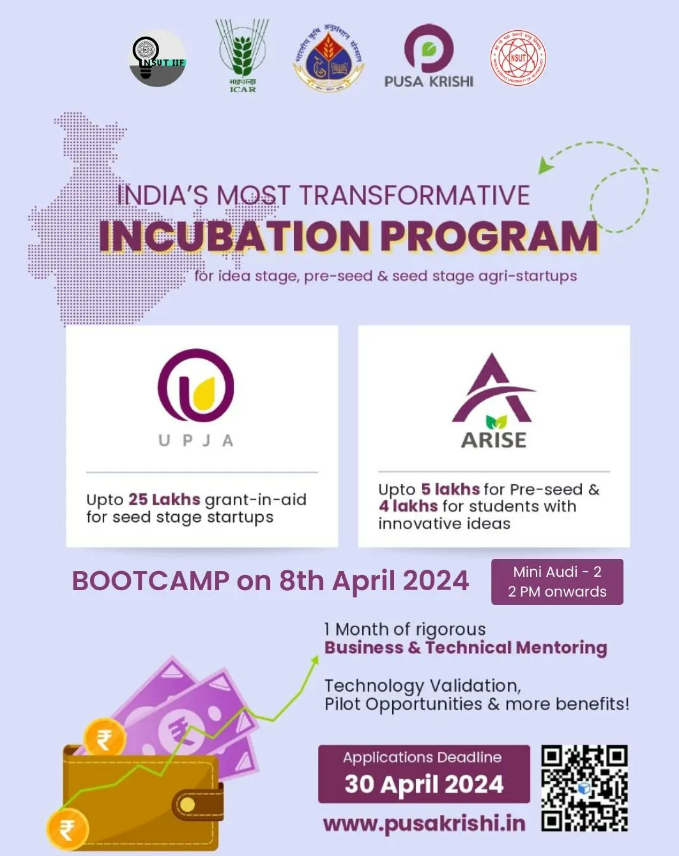 NSUT IIF
भाकृअनुप
ICAR
भारतीय कृषि अनुसंधान संस्थान
PUSA KRISHI
NSUT
INDIA'S MOST TRANSFORMATIVE
INCUBATION PROGRAM
for idea stage, pre-seed & seed stage agri-startups
UPJA
Upto 25 Lakhs grant-in-aid
for seed stage startups
ARISE
Upto 5 lakhs for Pre-seed &
4 lakhs for students with
innovative ideas
BOOTCAMP on 8th April 2024
Mini Audi - 2
2 PM onwards
1 Month of rigorous
Business & Technical Mentoring
Technology Validation,
Pilot Opportunities & more benefits!
Applications Deadline
30 April 2024
www.pusakrishi.in